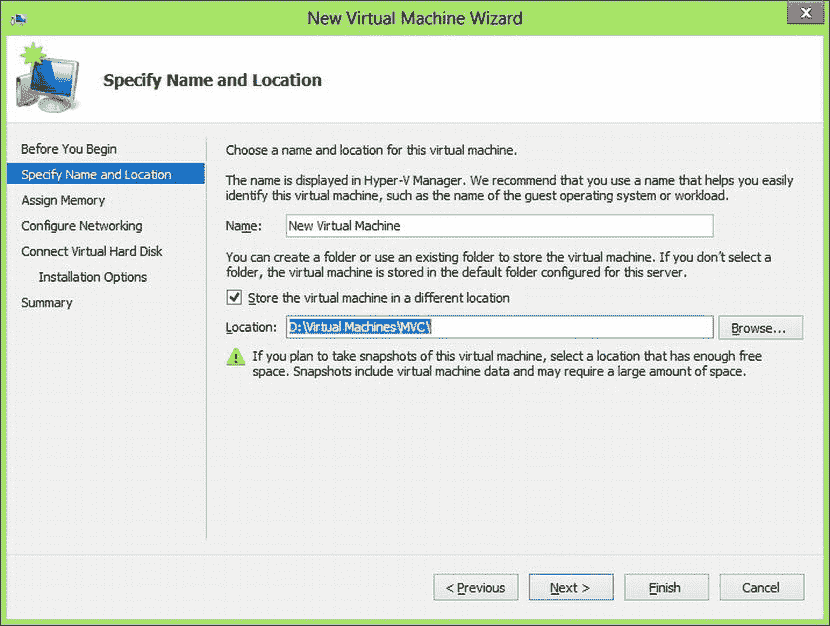 New Virtual Machine Wizard
x
Specify Name and Location
Before You Begin
Specify Name and Location
Assign Memory
Configure Networking
Connect Virtual Hard Disk
Installation Options
Summary
Choose a name and location for this virtual machine.
The name is displayed in Hyper-V Manager. We recommend that you use a name that helps you easily
identify this virtual machine, such as the name of the guest operating system or workload.
Name: New Virtual Machine
You can create a folder or use an existing folder to store the virtual machine. If you don't select a
folder, the virtual machine is stored in the default folder configured for this server.
Store the virtual machine in a different location
Location: D:\Virtual Machines\MVC\ Browse...
If you plan to take snapshots of this virtual machine, select a location that has enough free
space. Snapshots include virtual machine data and may require a large amount of space.
< Previous Next > Finish Cancel